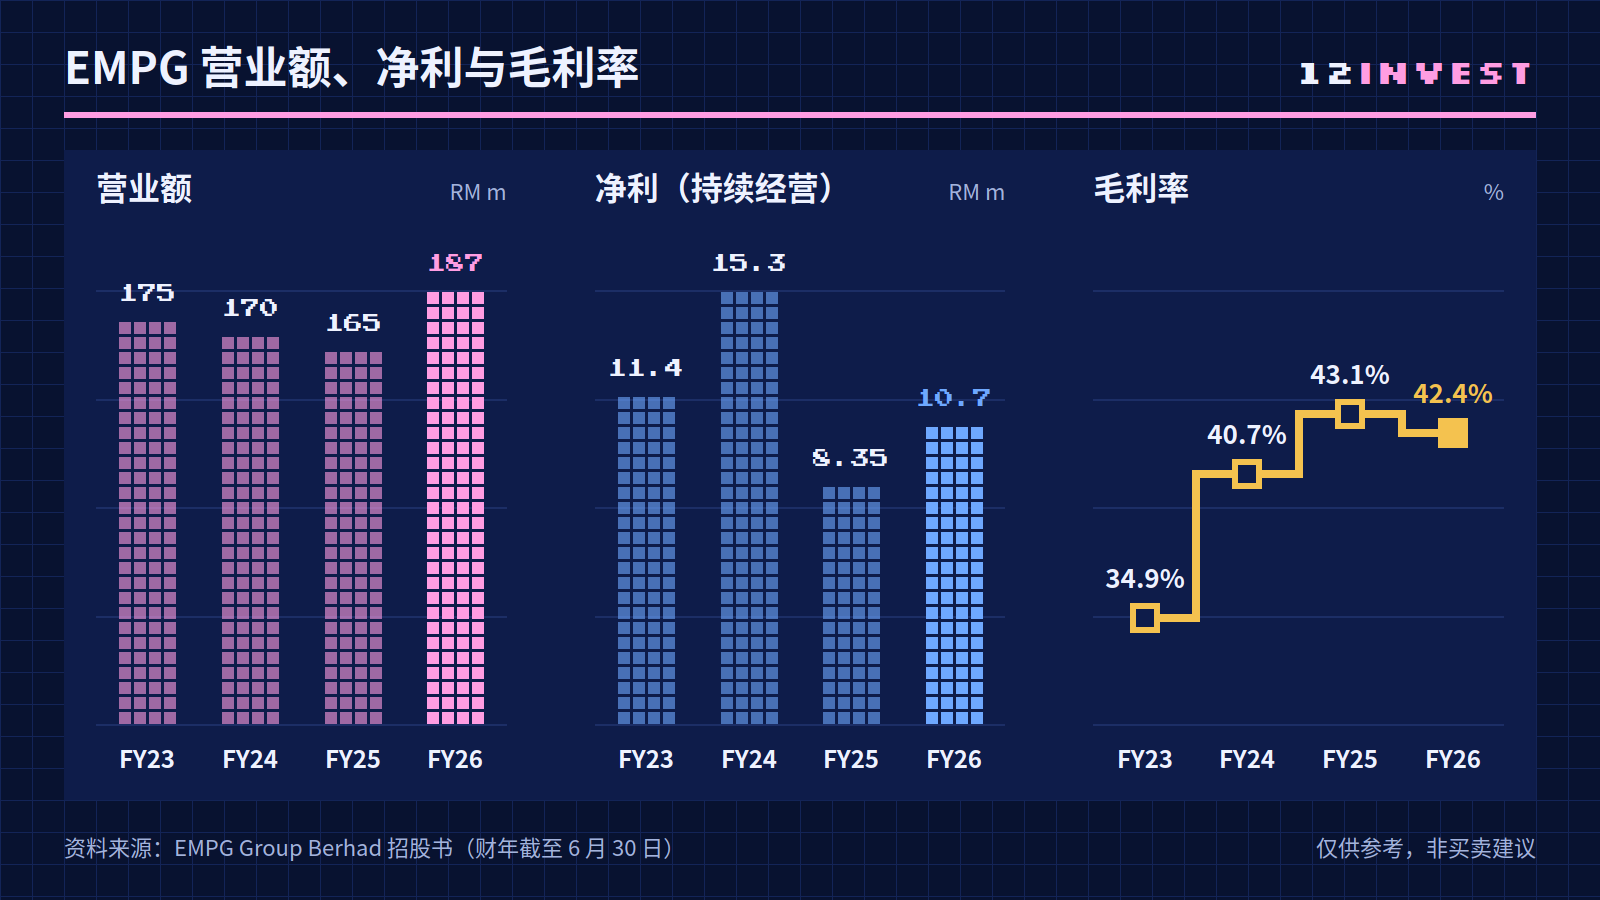 EMPG 营业额、净利与毛利率
12INVEST
营业额
RM m
净利（持续经营）
RM m
毛利率
%
175
170
165
187
11.4
15.3
8.35
10.7
34.9%
40.7%
43.1%
42.4%
FY23 FY24 FY25 FY26
FY23 FY24 FY25 FY26
FY23 FY24 FY25 FY26
资料来源：EMPG Group Berhad 招股书（财年截至 6 月 30 日）
仅供参考，非买卖建议